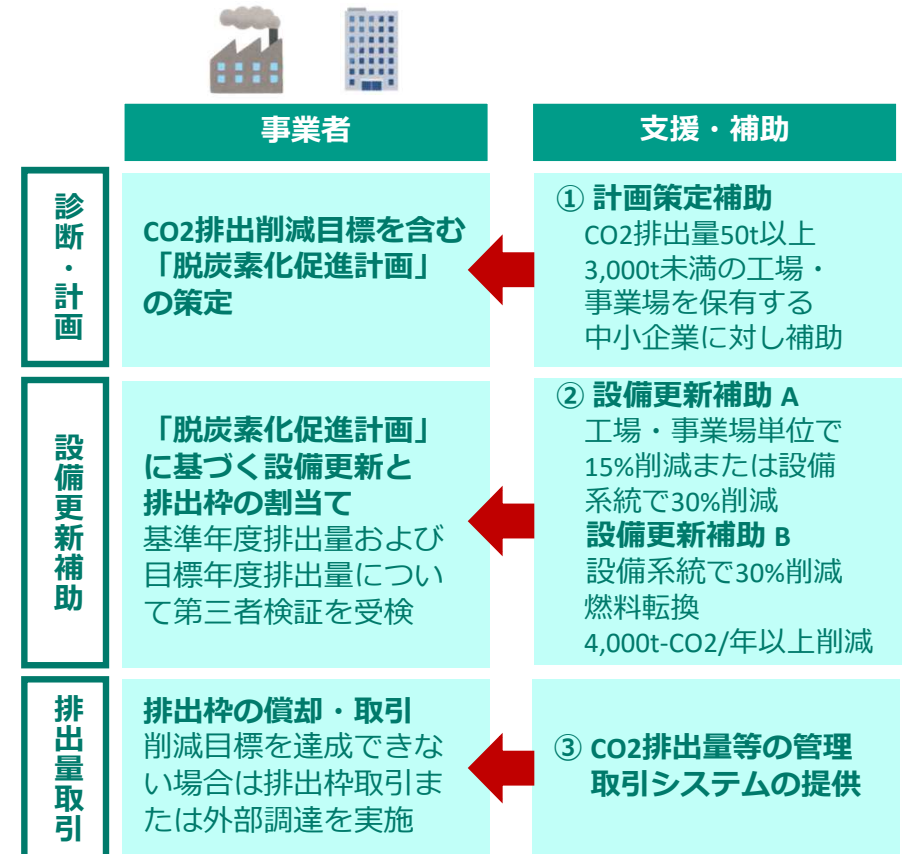 事業者
支援・補助
診断・計画
CO2排出削減目標を含む
「脱炭素化促進計画」
の策定
① 計画策定補助
CO2排出量50t以上
3,000t未満の工場・
事業場を保有する
中小企業に対し補助
設備更新補助
「脱炭素化促進計画」
に基づく設備更新と
排出枠の割当て
基準年度排出量および
目標年度排出量につい
て第三者検証を受検
② 設備更新補助 A
工場・事業場単位で
15%削減または設備
系統で30%削減
設備更新補助 B
設備系統で30%削減
燃料転換
4,000t-CO2/年以上削減
排出量取引
排出枠の償却・取引
削減目標を達成できな
い場合は排出枠取引ま
たは外部調達を実施
③ CO2排出量等の管理
取引システムの提供